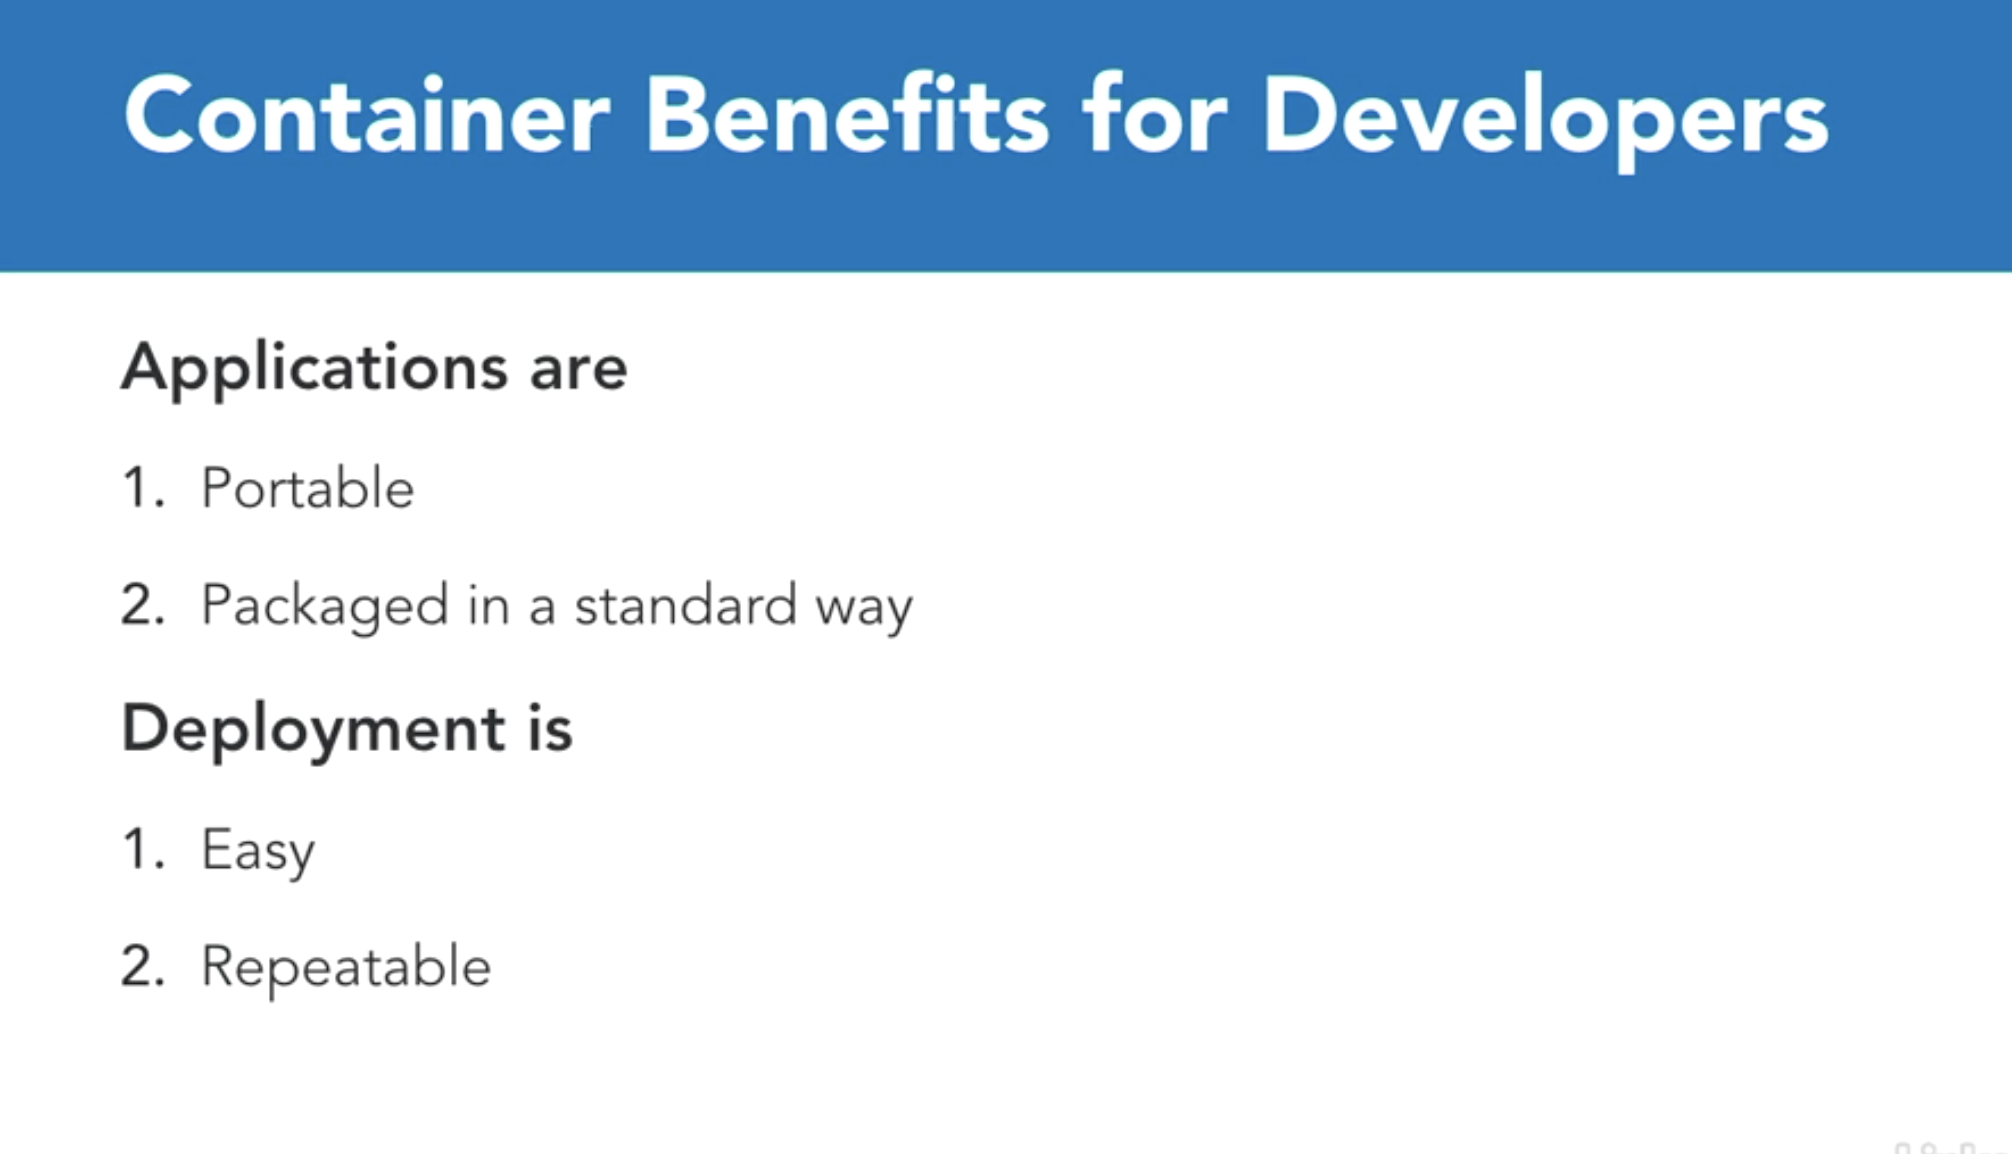 Container Benefits for Developers
Applications are
1. Portable
2. Packaged in a standard way
Deployment is
1. Easy
2. Repeatable